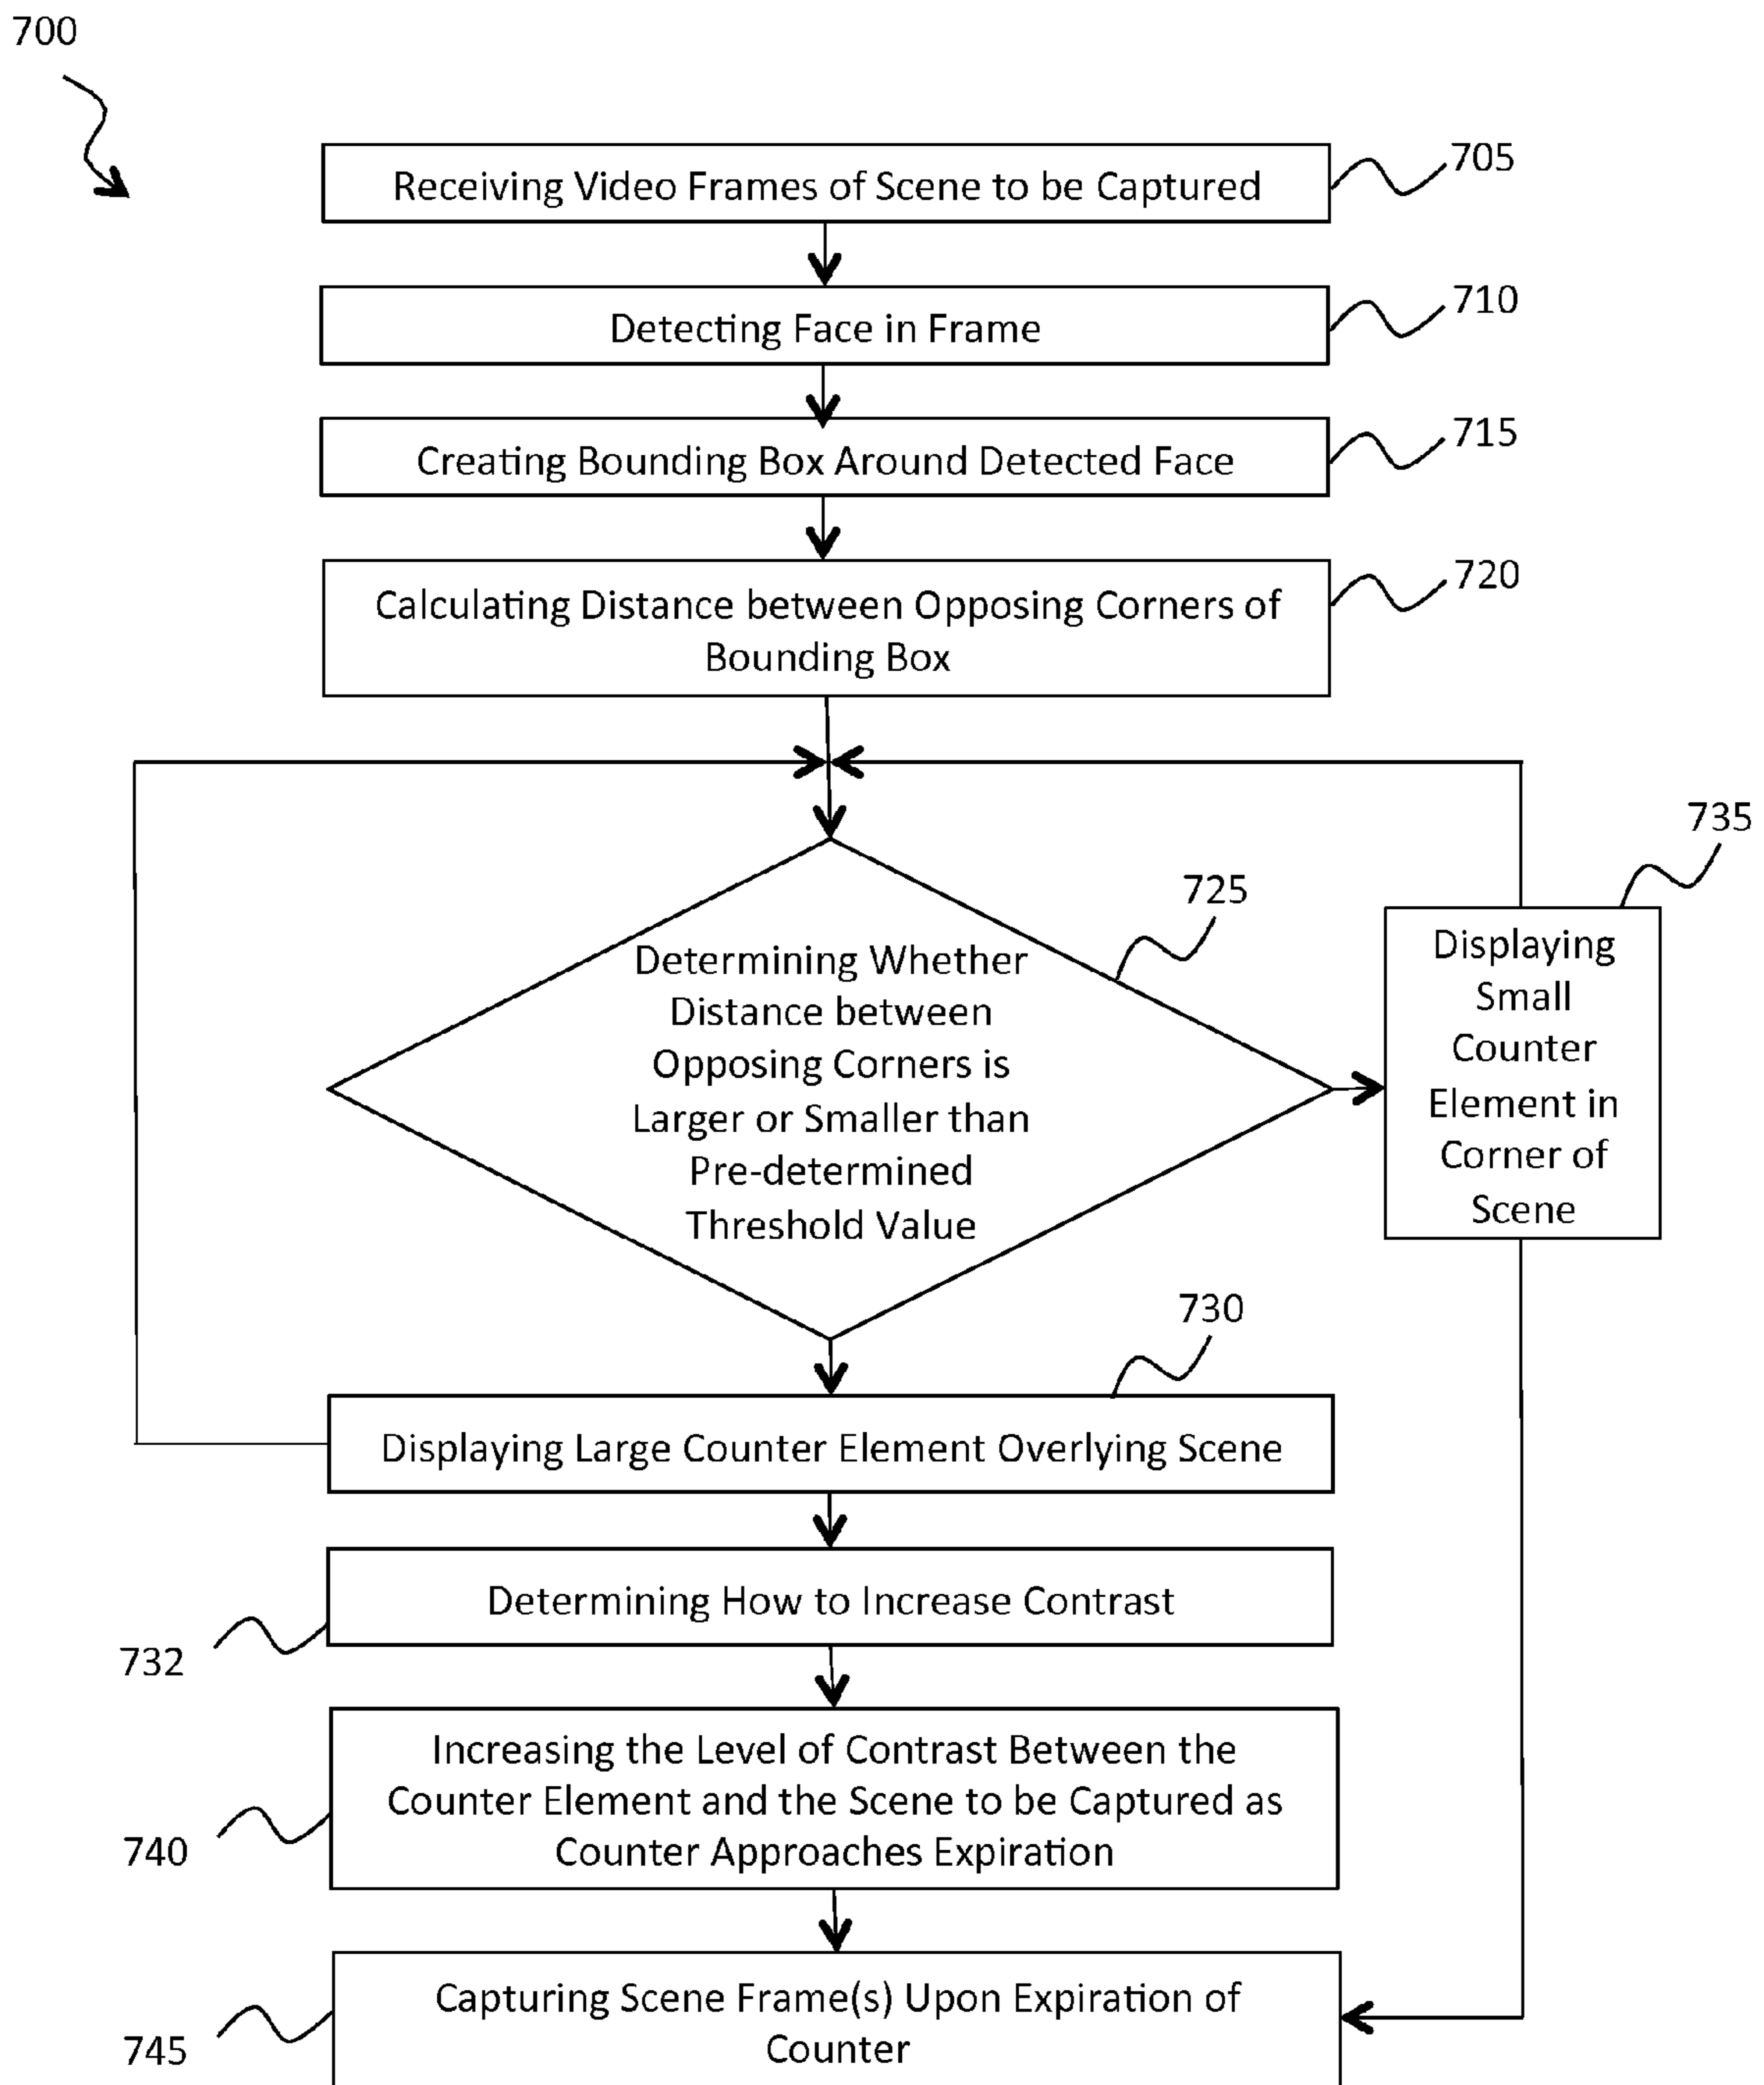 700
Receiving Video Frames of Scene to be Captured
705
Detecting Face in Frame
710
Creating Bounding Box Around Detected Face
715
Calculating Distance between Opposing Corners of
Bounding Box
720
Determining Whether
Distance between
Opposing Corners is
Larger or Smaller than
Pre-determined
Threshold Value
725
Displaying
Small
Counter
Element in
Corner of
Scene
735
Displaying Large Counter Element Overlying Scene
730
Determining How to Increase Contrast
732
Increasing the Level of Contrast Between the
Counter Element and the Scene to be Captured as
Counter Approaches Expiration
740
Capturing Scene Frame(s) Upon Expiration of
Counter
745